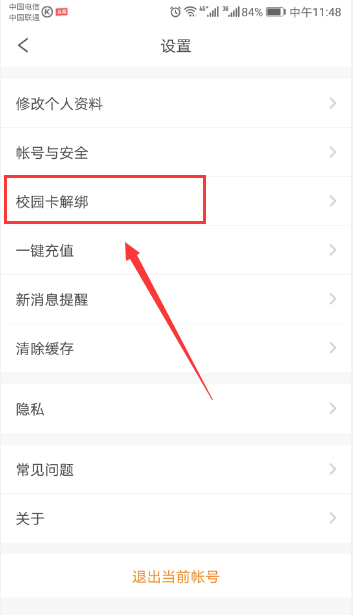 中国电信
中国联通
4G+
3G
84%
中午11:48
设置
修改个人资料
帐号与安全
校园卡解绑
一键充值
新消息提醒
清除缓存
隐私
常见问题
关于
退出当前帐号